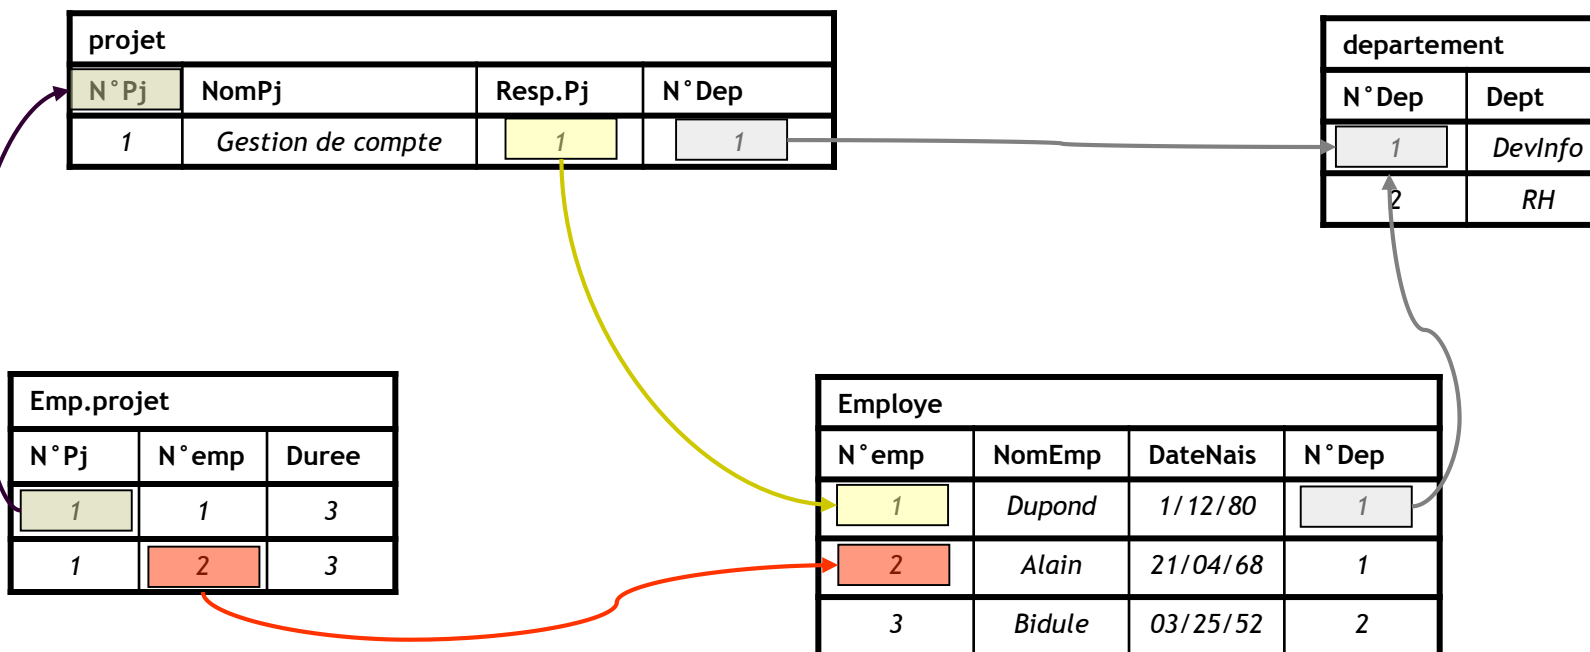 projet
N°Pj NomPj Resp.Pj N°Dep
1 Gestion de compte 1 1
departement
N°Dep Dept
1 DevInfo
2 RH
Emp.projet
N°Pj N°emp Duree
1 1 3
1 2 3
Employe
N°emp NomEmp DateNais N°Dep
1 Dupond 1/12/80 1
2 Alain 21/04/68 1
3 Bidule 03/25/52 2